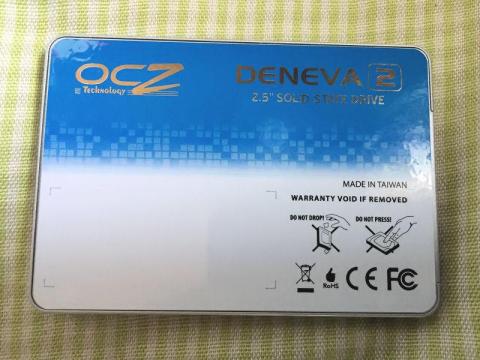 OCZ
Technology
DENEVA 2
2.5" SOLID STATE DRIVE
MADE IN TAIWAN
WARRANTY VOID IF REMOVED
DO NOT DROP! DO NOT PRESS!
RoHS CE FC